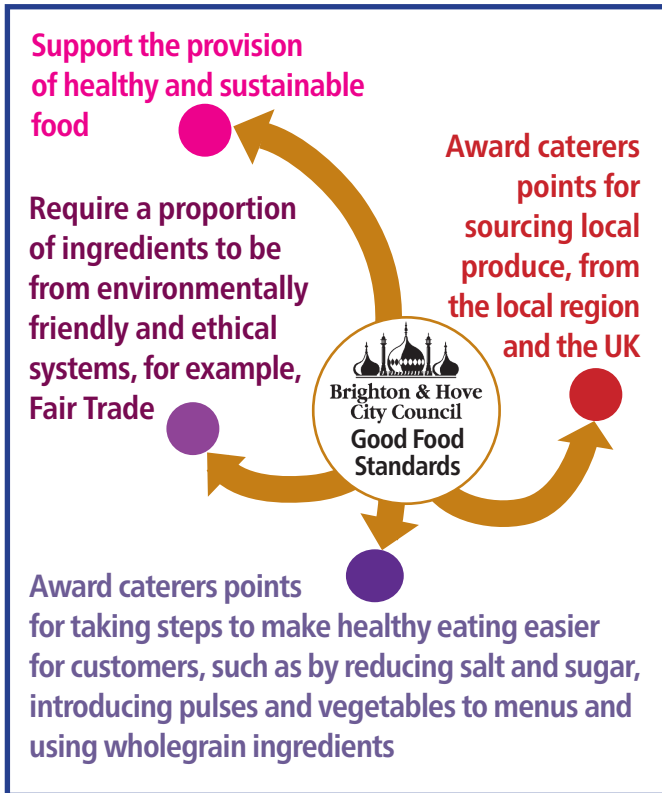 Support the provision
of healthy and sustainable
food
Award caterers
points for
sourcing local
produce, from
the local region
and the UK
Require a proportion
of ingredients to be
from environmentally
friendly and ethical
systems, for example,
Fair Trade
Brighton & Hove
City Council
Good Food
Standards
Award caterers points
for taking steps to make healthy eating easier
for customers, such as by reducing salt and sugar,
introducing pulses and vegetables to menus and
using wholegrain ingredients